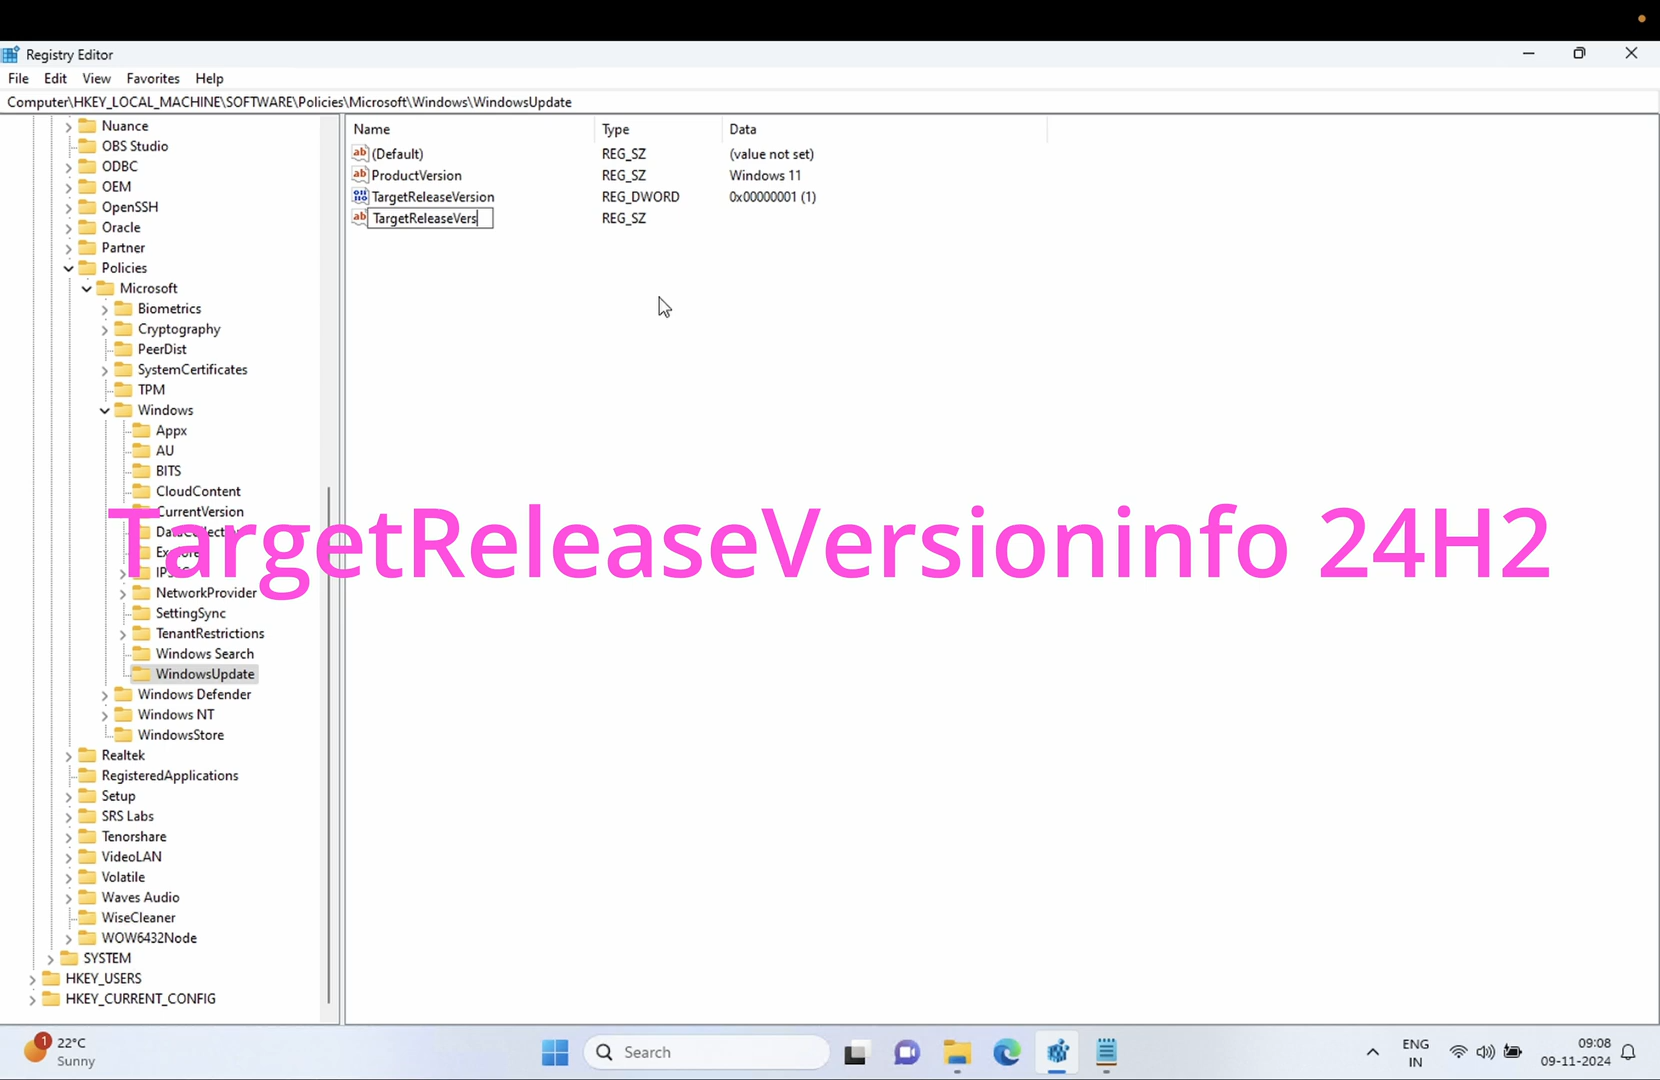 Registry Editor
File Edit View Favorites Help
Computer\HKEY_LOCAL_MACHINE\SOFTWARE\Policies\Microsoft\Windows\WindowsUpdate
Nuance
OBS Studio
ODBC
OEM
OpenSSH
Oracle
Partner
Policies
Microsoft
Biometrics
Cryptography
PeerDist
SystemCertificates
TPM
Windows
Appx
AU
BITS
CloudContent
CurrentVersion
NetworkProvider
SettingSync
TenantRestrictions
Windows Search
WindowsUpdate
Windows Defender
Windows NT
WindowsStore
Realtek
RegisteredApplications
Setup
SRS Labs
Tenorshare
VideoLAN
Volatile
Waves Audio
WiseCleaner
WOW6432Node
SYSTEM
HKEY_USERS
HKEY_CURRENT_CONFIG
Name Type Data
(Default) REG_SZ (value not set)
ProductVersion REG_SZ Windows 11
TargetReleaseVersion REG_DWORD 0x00000001 (1)
TargetReleaseVers REG_SZ
TargetReleaseVersioninfo 24H2
1
22°C
Sunny
Search
ENG
IN
09:08
09-11-2024